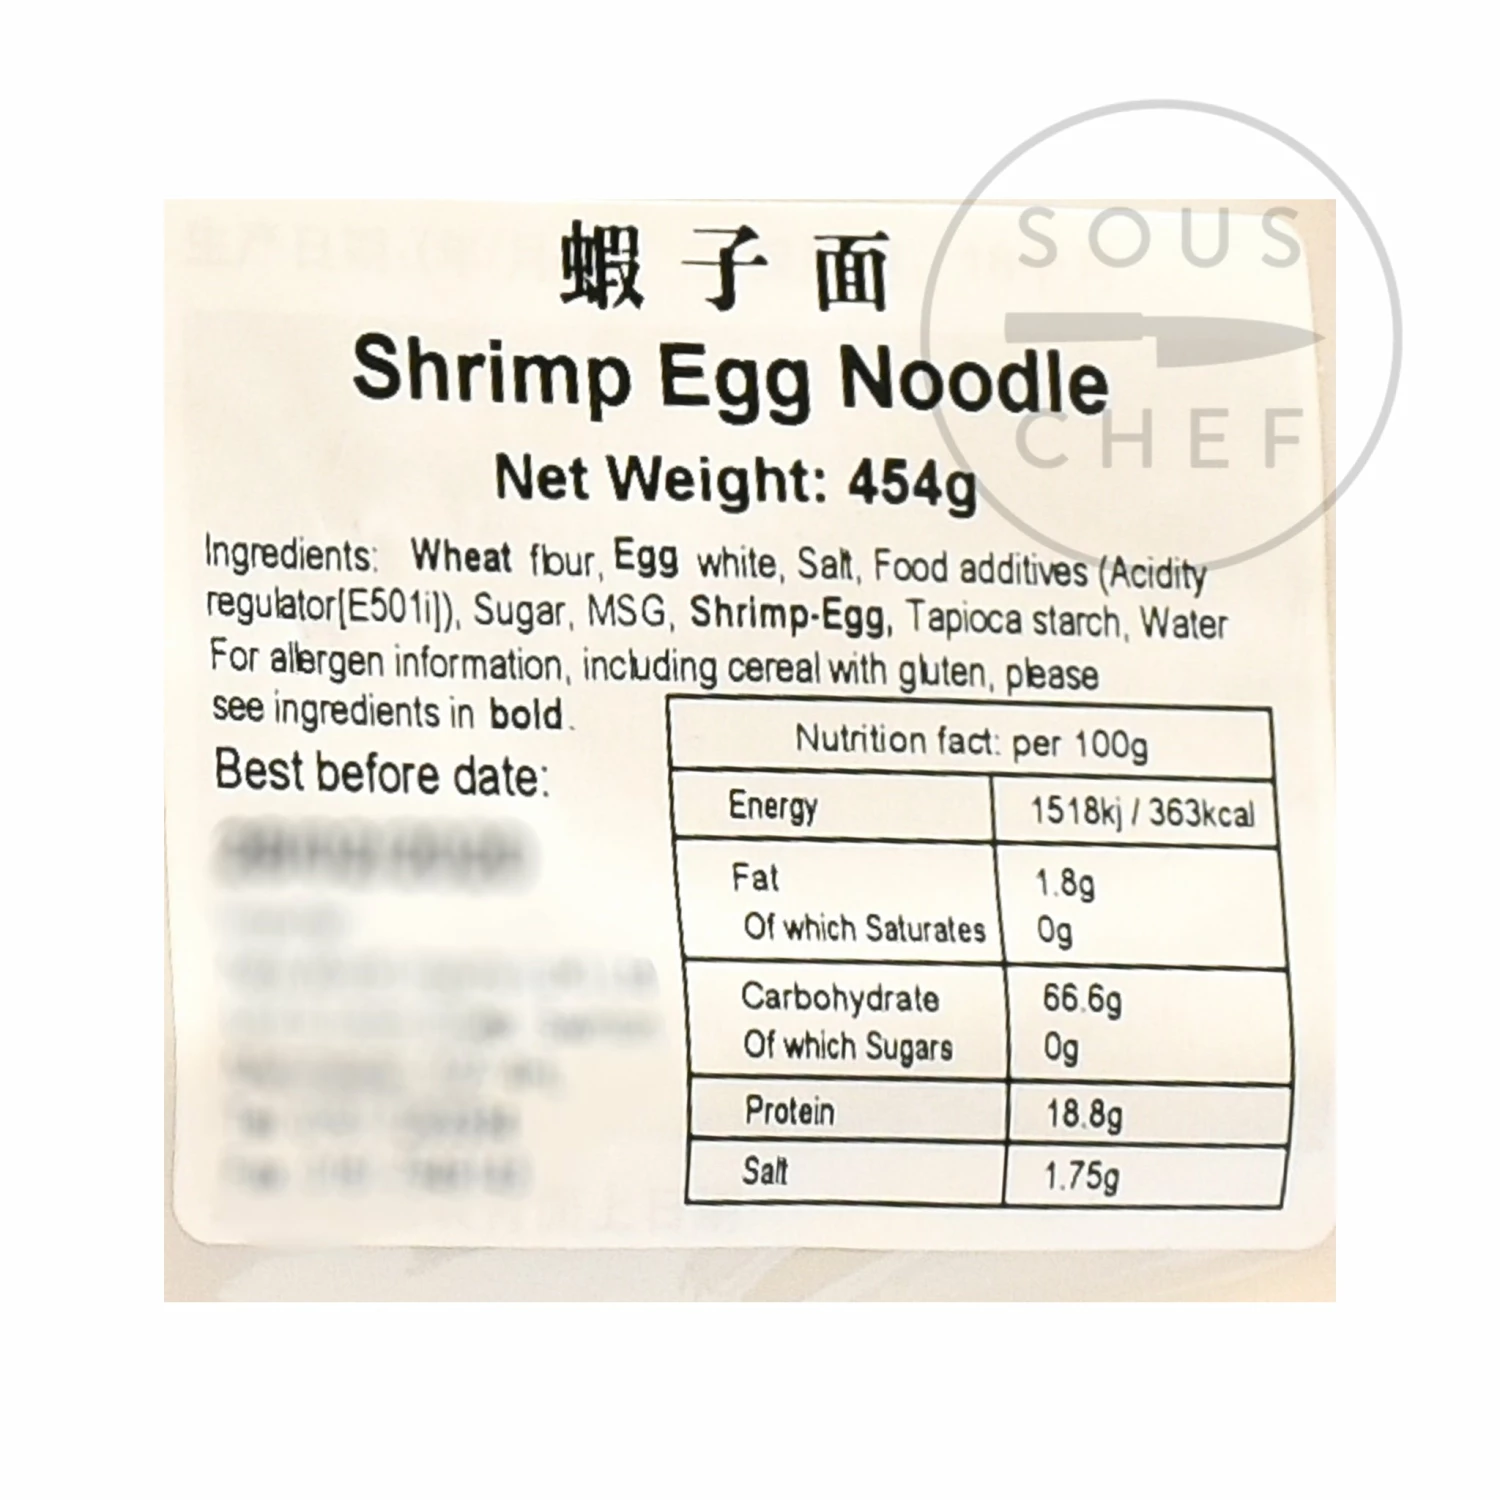 蝦子面
Shrimp Egg Noodle
Net Weight: 454g
Ingredients: Wheat flour, Egg white, Salt, Food additives (Acidity
regulator[E501i]), Sugar, MSG, Shrimp-Egg, Tapioca starch, Water
For allergen information, including cereal with gluten, please
see ingredients in bold.
Best before date:
Nutrition fact: per 100g
Energy 1518kj / 363kcal
Fat 1.8g
Of which Saturates 0g
Carbohydrate 66.6g
Of which Sugars 0g
Protein 18.8g
Salt 1.75g
SOUS
CHEF